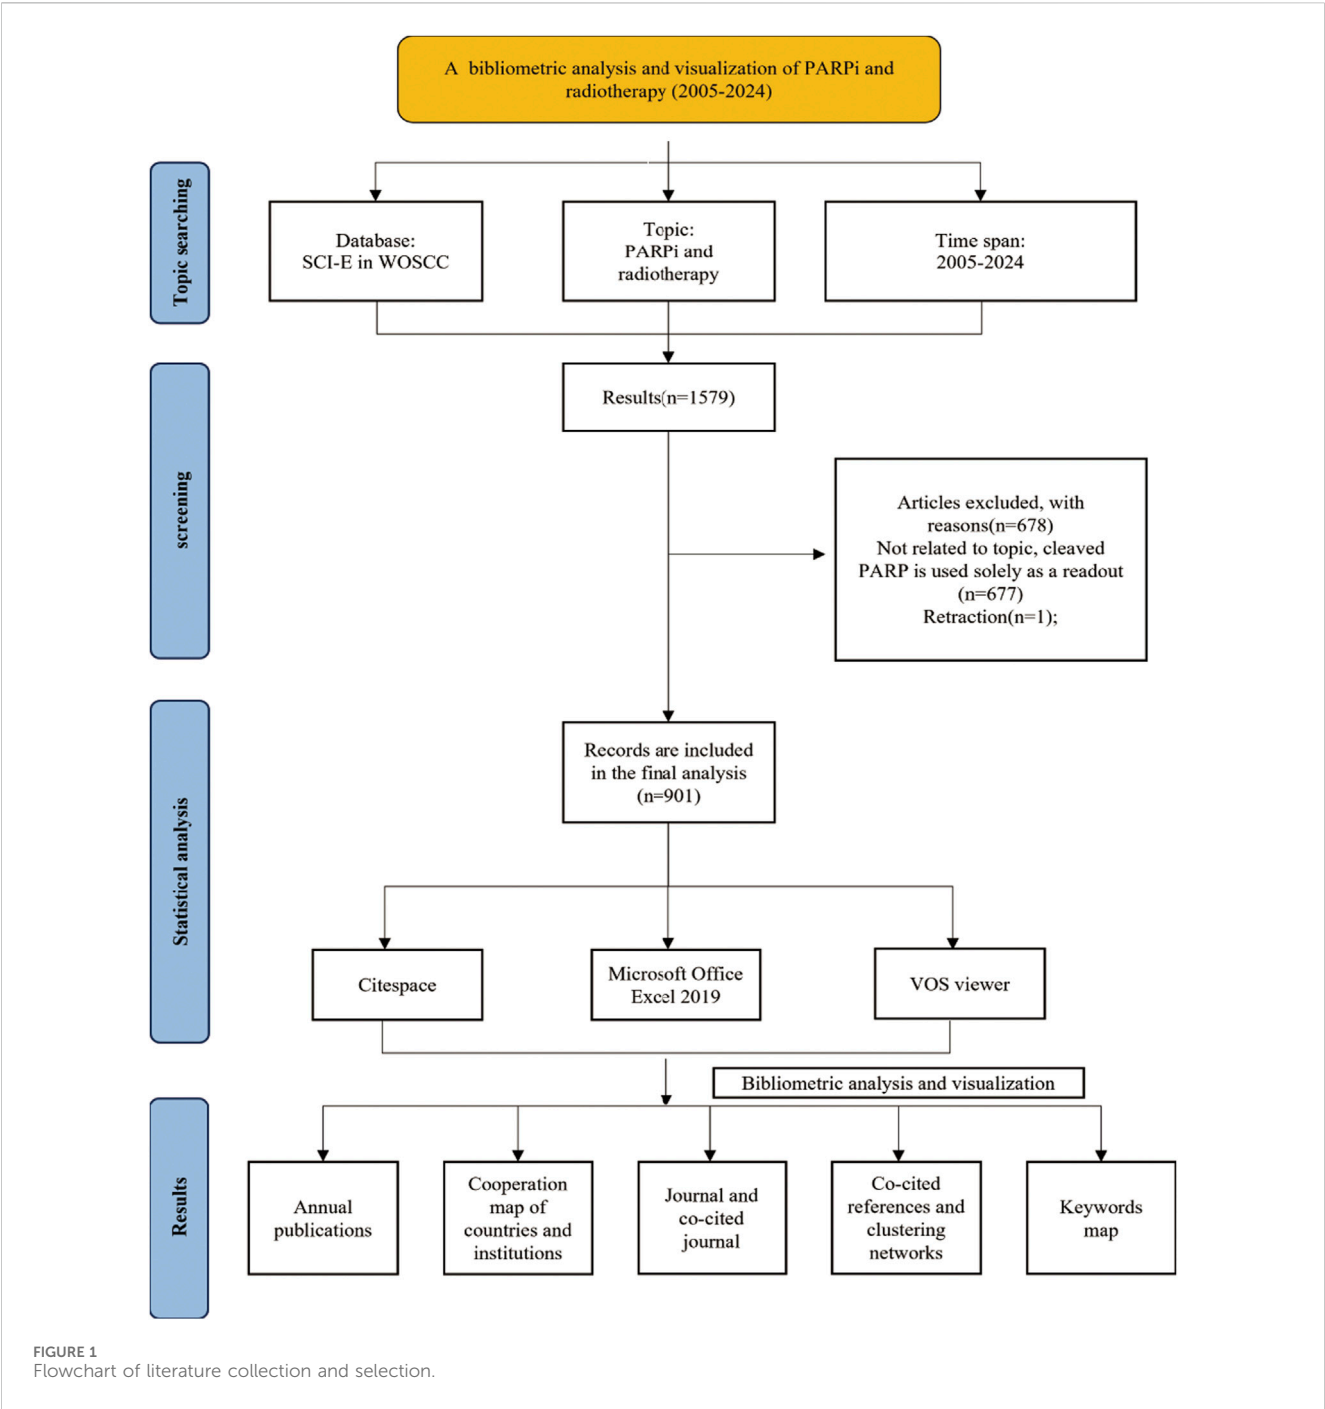 A bibliometric analysis and visualization of PARPi and
radiotherapy (2005-2024)
Topic searching
Database:
SCI-E in WOSCC
Topic:
PARPi and
radiotherapy
Time span:
2005-2024
screening
Results(n=1579)
Articles excluded, with
reasons(n=678)
Not related to topic, cleaved
PARP is used solely as a readout
(n=677)
Retraction(n=1);
Statistical analysis
Records are included
in the final analysis
(n=901)
Citespace
Microsoft Office
Excel 2019
VOS viewer
Bibliometric analysis and visualization
Results
Annual
publications
Cooperation
map of
countries and
institutions
Journal and
co-cited
journal
Co-cited
references and
clustering
networks
Keywords
map
FIGURE 1
Flowchart of literature collection and selection.